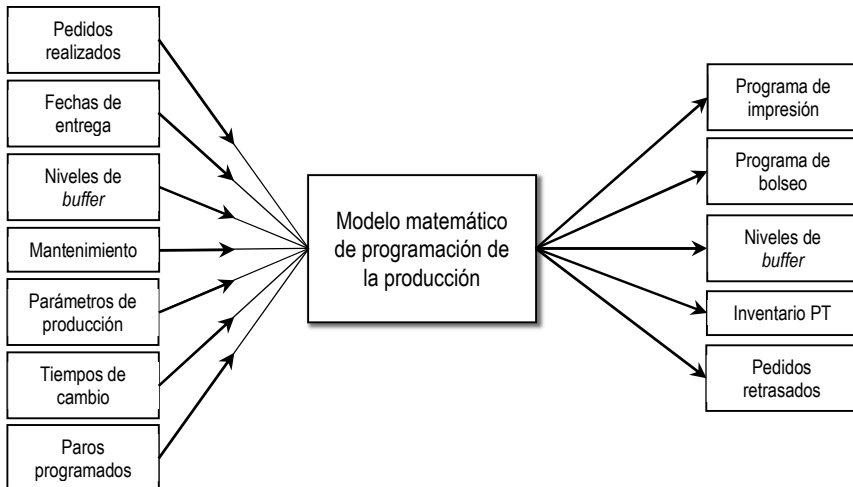 Pedidos
realizados
Fechas de
entrega
Niveles de
buffer
Mantenimiento
Parámetros de
producción
Tiempos de
cambio
Paros
programados
Modelo matemático
de programación de
la producción
Programa de
impresión
Programa de
bolseo
Niveles de
buffer
Inventario PT
Pedidos
retrasados